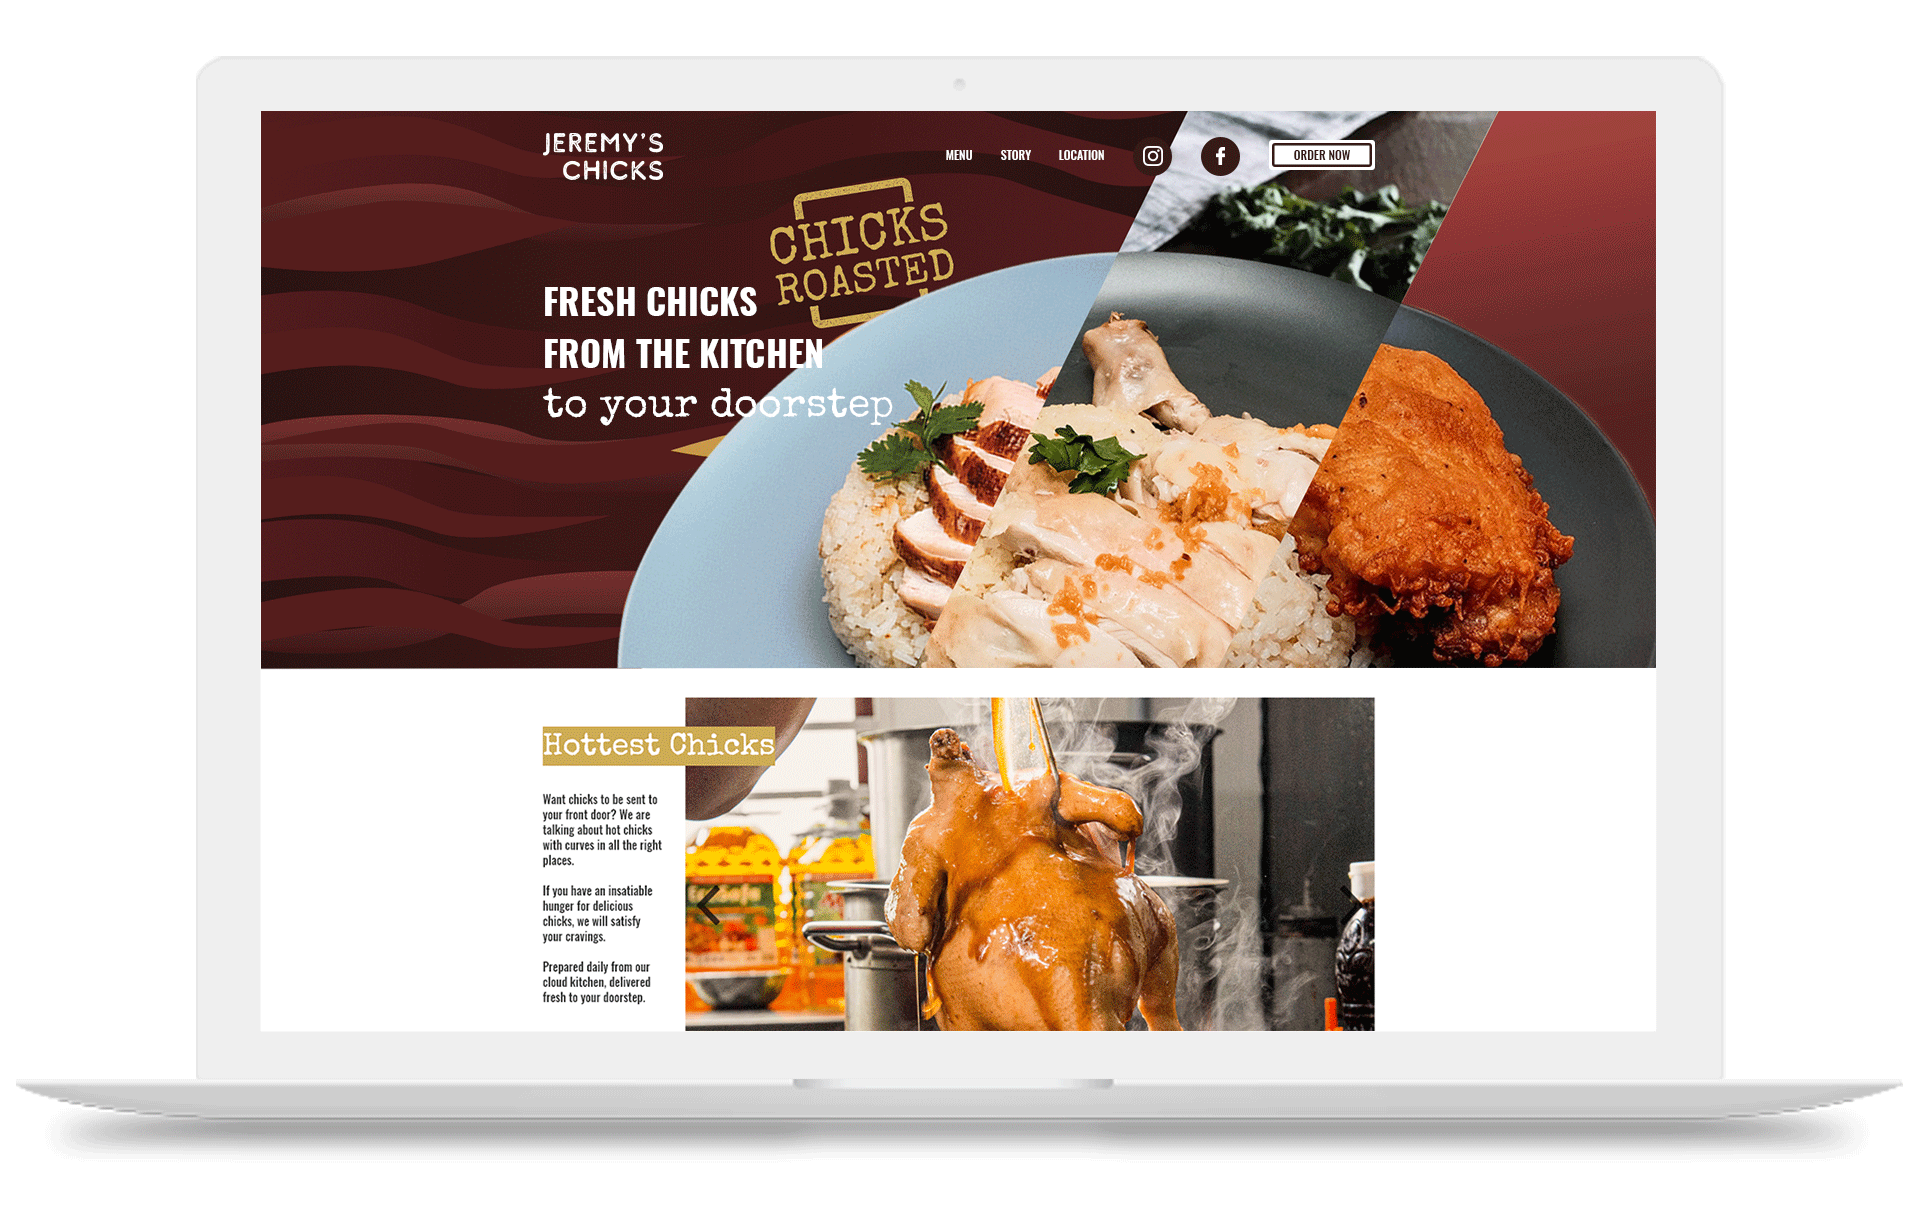 JEREMY'S
CHICKS
MENU
STORY
LOCATION
ORDER NOW
CHICKS
ROASTED
FRESH CHICKS
FROM THE KITCHEN
to your doorstep
Hottest Chicks
Want chicks to be sent to
your front door? We are
talking about hot chicks
with curves in all the right
places.
If you have an insatiable
hunger for delicious
chicks, we will satisfy
your cravings.
Prepared daily from our
cloud kitchen, delivered
fresh to your doorstep.